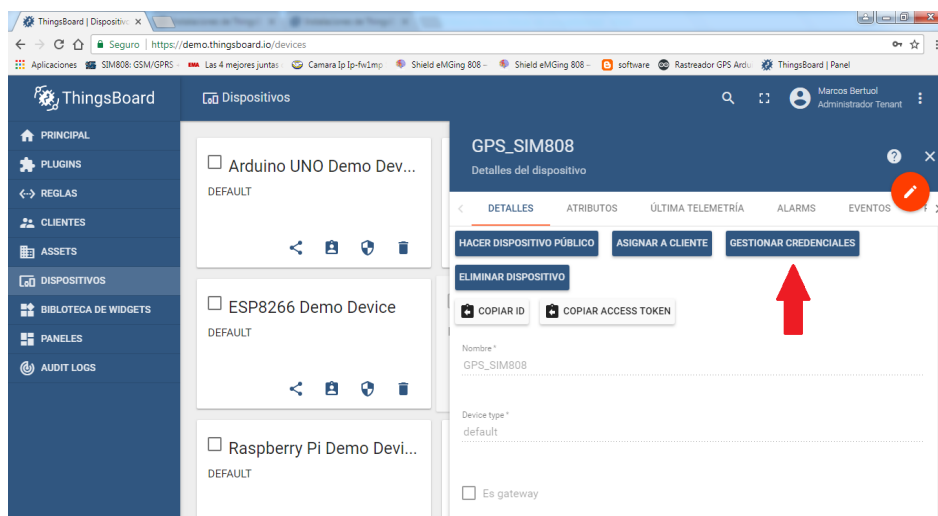 ThingsBoard | Dispositiv
Seguro | https://demo.thingsboard.io/devices
Aplicaciones SIM808: GSM/GPRS - Las 4 mejores juntas Camara Ip Ip-fw1mp Shield eMGing 808 – Shield eMGing 808 – software Rastreador GPS Ardu ThingsBoard | Panel
ThingsBoard
Dispositivos
Marcos Bertuol
Administrador Tenant
PRINCIPAL
PLUGINS
REGLAS
CLIENTES
ASSETS
DISPOSITIVOS
BIBLIOTECA DE WIDGETS
PANELES
AUDIT LOGS
Arduino UNO Demo Dev...
DEFAULT
ESP8266 Demo Device
DEFAULT
Raspberry Pi Demo Devi...
DEFAULT
GPS_SIM808
Detalles del dispositivo
DETALLES ATRIBUTOS ÚLTIMA TELEMETRÍA ALARMS EVENTOS
HACER DISPOSITIVO PÚBLICO ASIGNAR A CLIENTE GESTIONAR CREDENCIALES
ELIMINAR DISPOSITIVO
COPIAR ID COPIAR ACCESS TOKEN
Nombre *
GPS_SIM808
Device type *
default
Es gateway